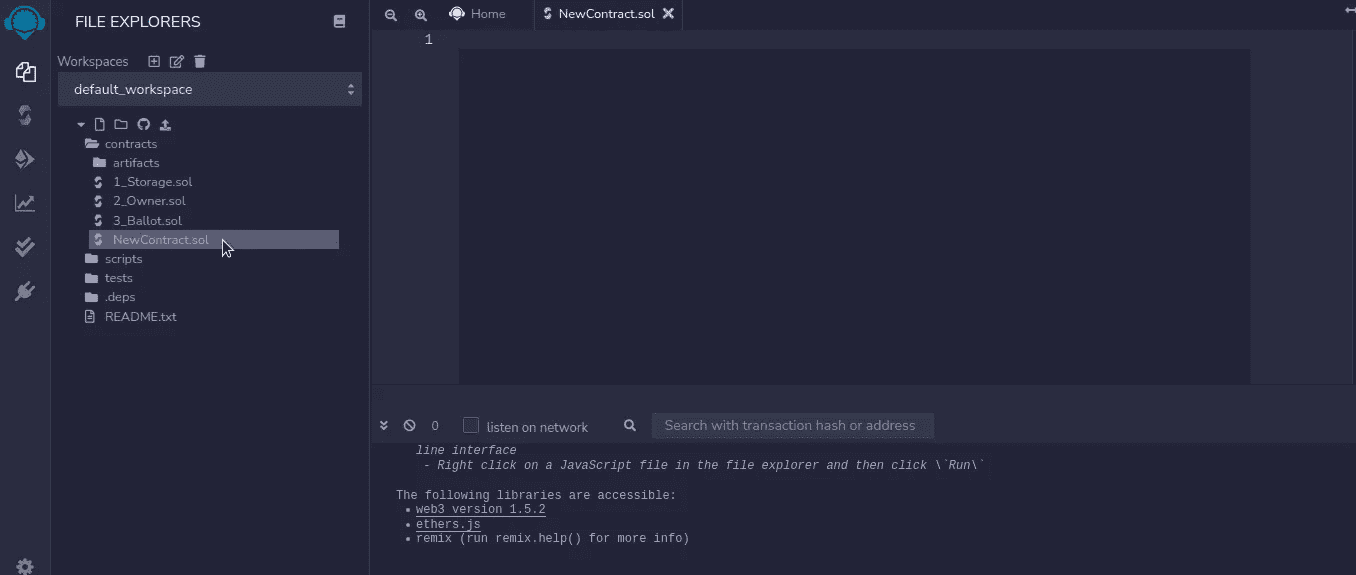 FILE EXPLORERS
Workspaces
default_workspace
contracts
artifacts
1_Storage.sol
2_Owner.sol
3_Ballot.sol
NewContract.sol
scripts
tests
.deps
README.txt
Home
NewContract.sol
1
0
listen on network
Search with transaction hash or address
line interface
- Right click on a JavaScript file in the file explorer and then click \`Run\`
The following libraries are accessible:
• web3 version 1.5.2
• ethers.js
• remix (run remix.help() for more info)